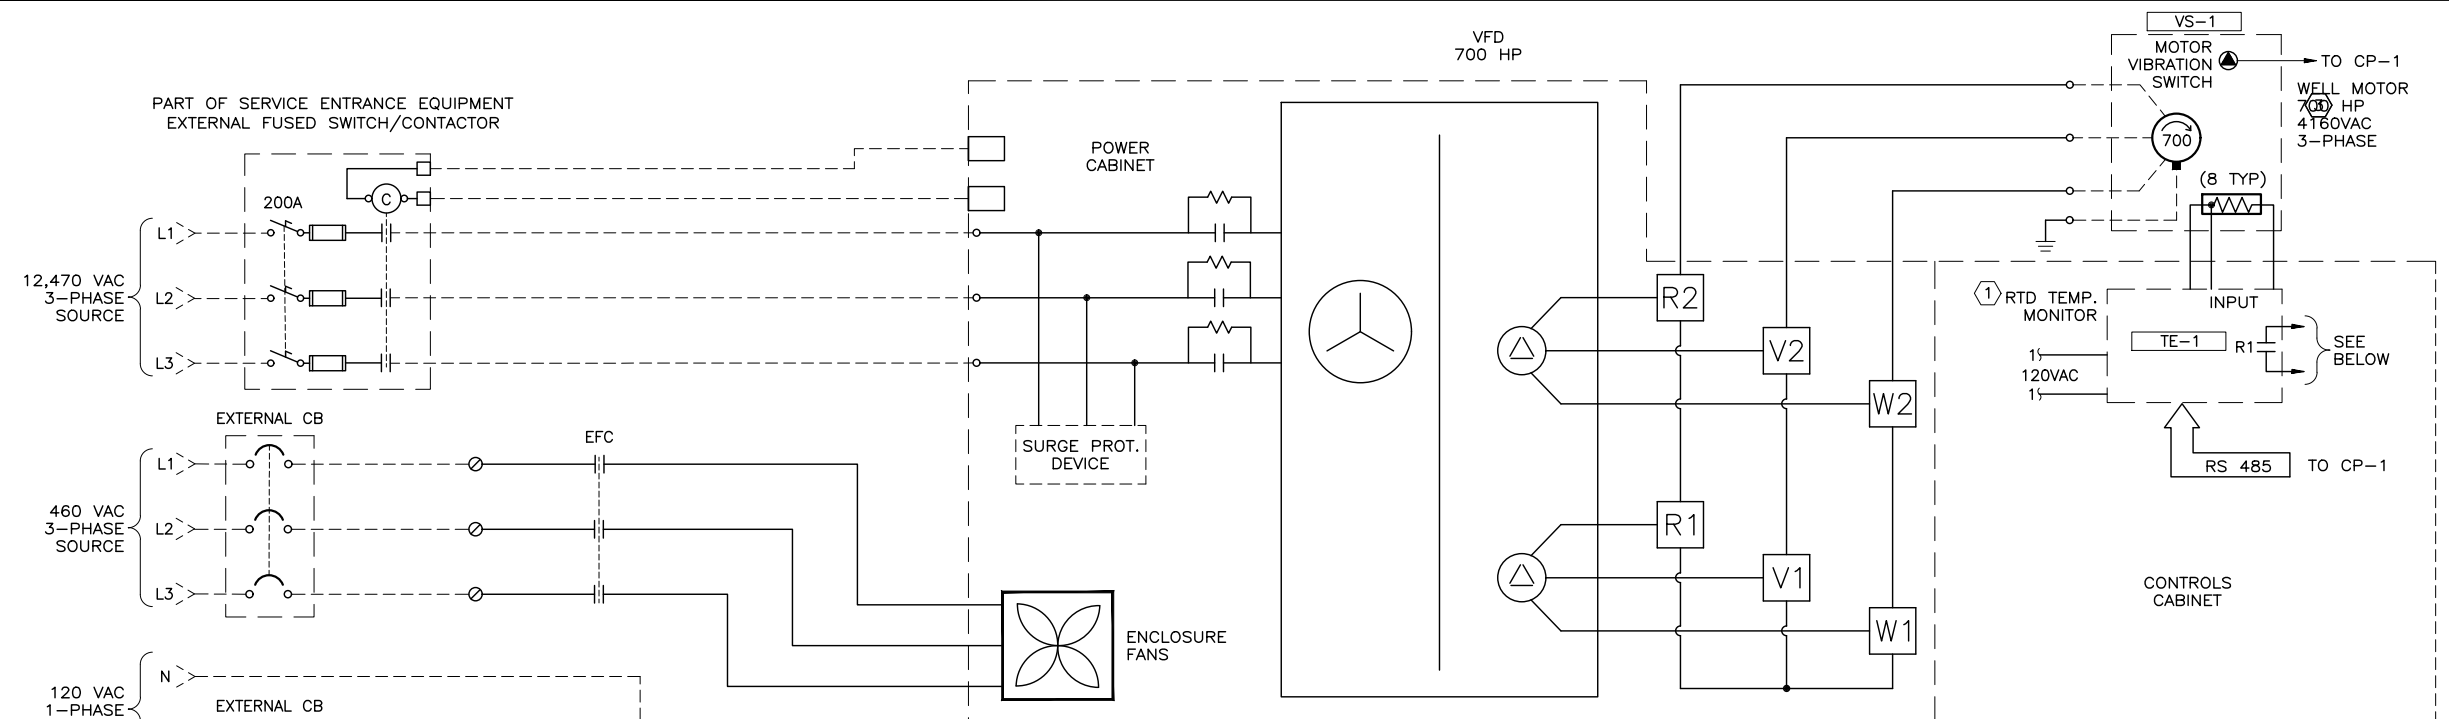 VS-1
MOTOR
VIBRATION
SWITCH
TO CP-1
WELL MOTOR
700 HP
3
4160VAC
3-PHASE
700
(8 TYP)
VFD
700 HP
PART OF SERVICE ENTRANCE EQUIPMENT
EXTERNAL FUSED SWITCH/CONTACTOR
POWER
CABINET
200A
C
L1
12,470 VAC
3-PHASE
SOURCE
L2
L3
SURGE PROT.
DEVICE
R2
V2
W2
R1
V1
W1
1
RTD TEMP.
MONITOR
INPUT
TE-1
R1
SEE
BELOW
1
120VAC
1
RS 485
TO CP-1
CONTROLS
CABINET
EXTERNAL CB
EFC
L1
460 VAC
3-PHASE
SOURCE
L2
L3
ENCLOSURE
FANS
N
120 VAC
1-PHASE
EXTERNAL CB